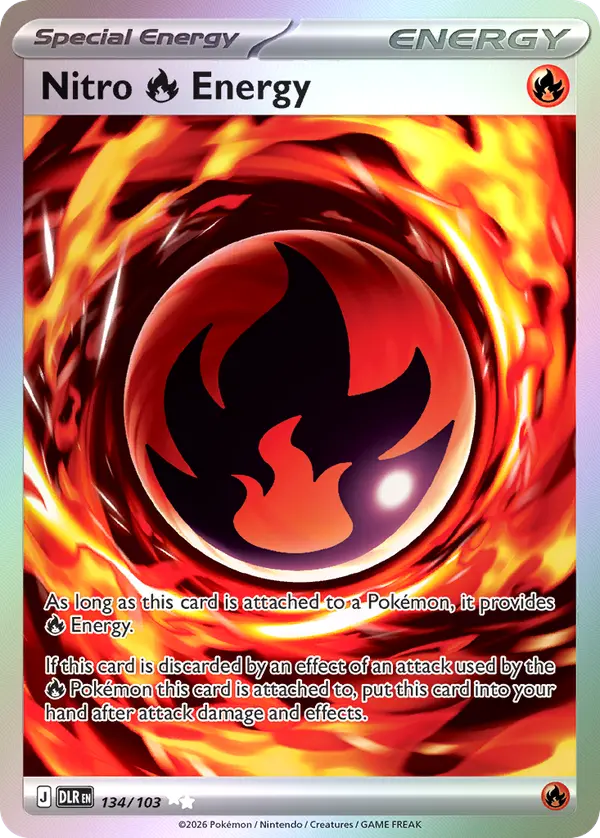 Special Energy
ENERGY
Nitro Energy
As long as this card is attached to a Pokémon, it provides
Energy.
If this card is discarded by an effect of an attack used by the
Pokémon this card is attached to, put this card into your
hand after attack damage and effects.
J DLR EN 134/103
©2026 Pokémon / Nintendo / Creatures / GAME FREAK